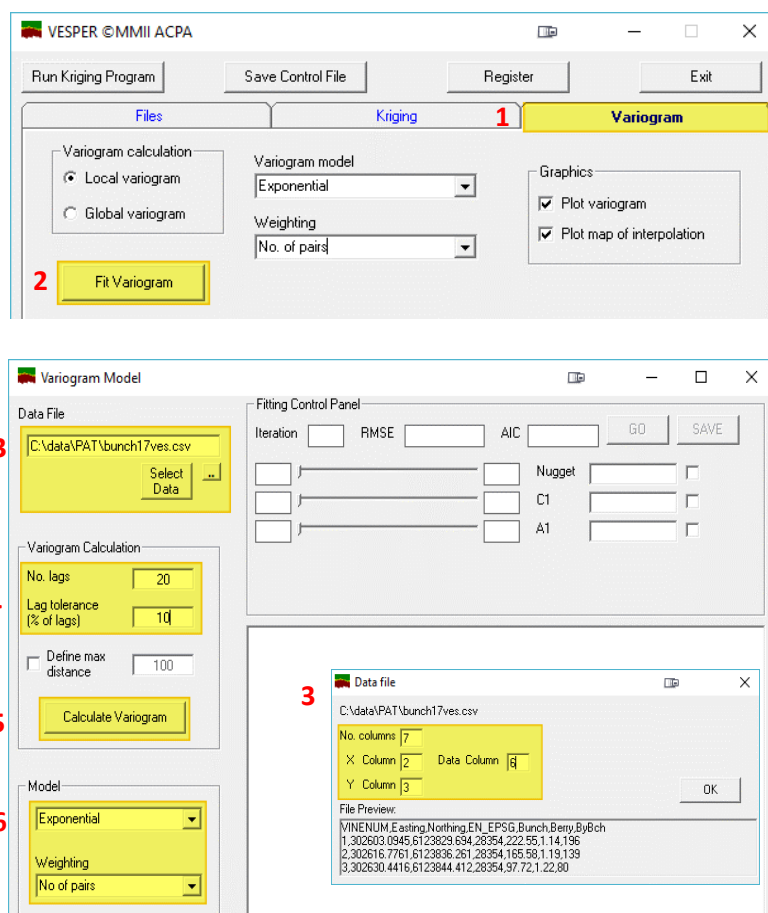 VESPER ©MMII ACPA
Run Kriging Program Save Control File Register Exit
Files Kriging 1 Variogram
Variogram calculation
Local variogram
Global variogram
Variogram model
Exponential
Weighting
No. of pairs
Graphics
Plot variogram
Plot map of interpolation
2 Fit Variogram
Variogram Model
Data File
3
C:\data\PAT\bunch17ves.csv
Select Data ..
Variogram Calculation
No. lags 20
Lag tolerance
(% of lags) 10
Define max
distance 100
5
Calculate Variogram
Model
6
Exponential
Weighting
No of pairs
Fitting Control Panel
Iteration RMSE AIC GO SAVE
Nugget
C1
A1
3
Data file
C:\data\PAT\bunch17ves.csv
No. columns 7
X Column 2 Data Column 6
Y Column 3
OK
File Preview:
VINENUM,Easting,Northing,EN_EPSG,Bunch,Berry,ByBch
1,302603.0945,6123829.694,28354,222.55,1.14,196
2,302616.7761,6123836.261,28354,165.58,1.19,139
3,302630.4416,6123844.412,28354,97.72,1.22,80